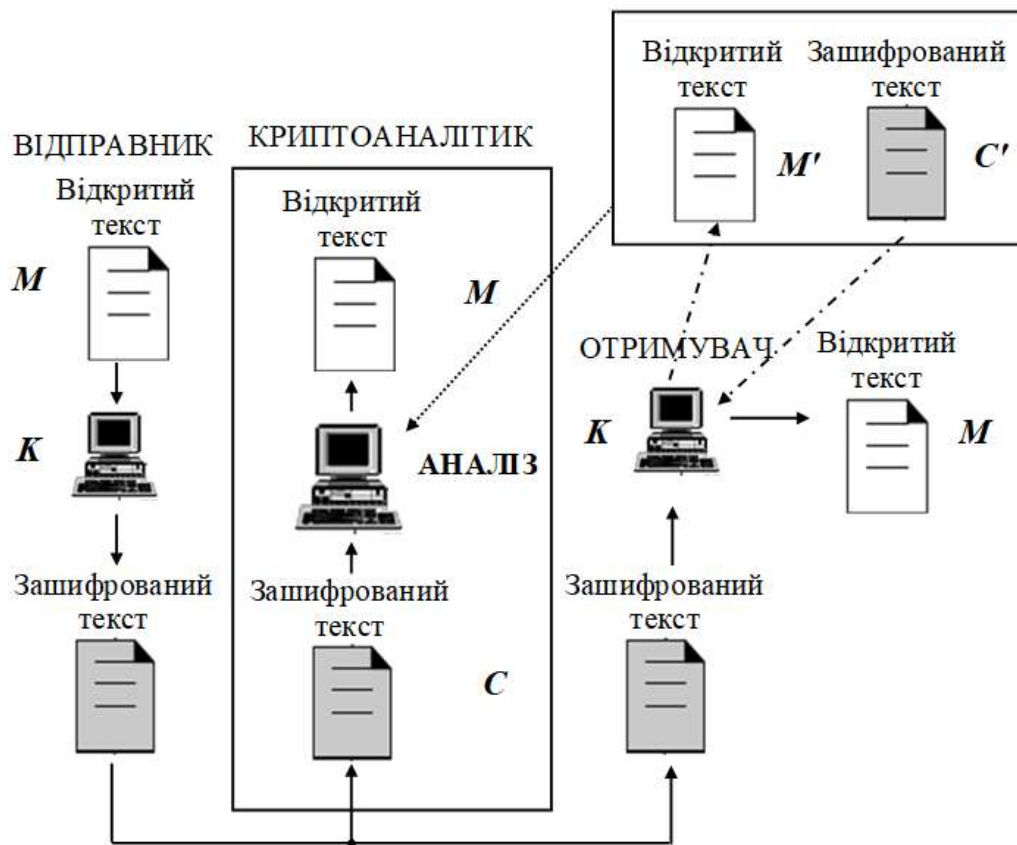 Відкритий
текст
Зашифрований
текст
M'
C'
ВІДПРАВНИК
Відкритий
текст
M
K
Зашифрований
текст
КРИПТОАНАЛІТИК
Відкритий
текст
M
АНАЛІЗ
Зашифрований
текст
C
ОТРИМУВАЧ
K
Відкритий
текст
M
Зашифрований
текст